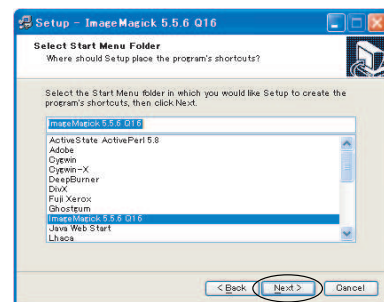 Setup - ImageMagick 5.5.6 Q16
Select Start Menu Folder
Where should Setup place the program's shortcuts?
Select the Start Menu folder in which you would like Setup to create the
program's shortcuts, then click Next.
ImageMagick 5.5.6 Q16
ActiveState ActivePerl 5.8
Adobe
Cygwin
Cygwin-X
DeepBurner
DivX
Fuji Xerox
Ghostgum
ImageMagick 5.5.6 Q16
Java Web Start
Lhaca
< Back
Next >
Cancel